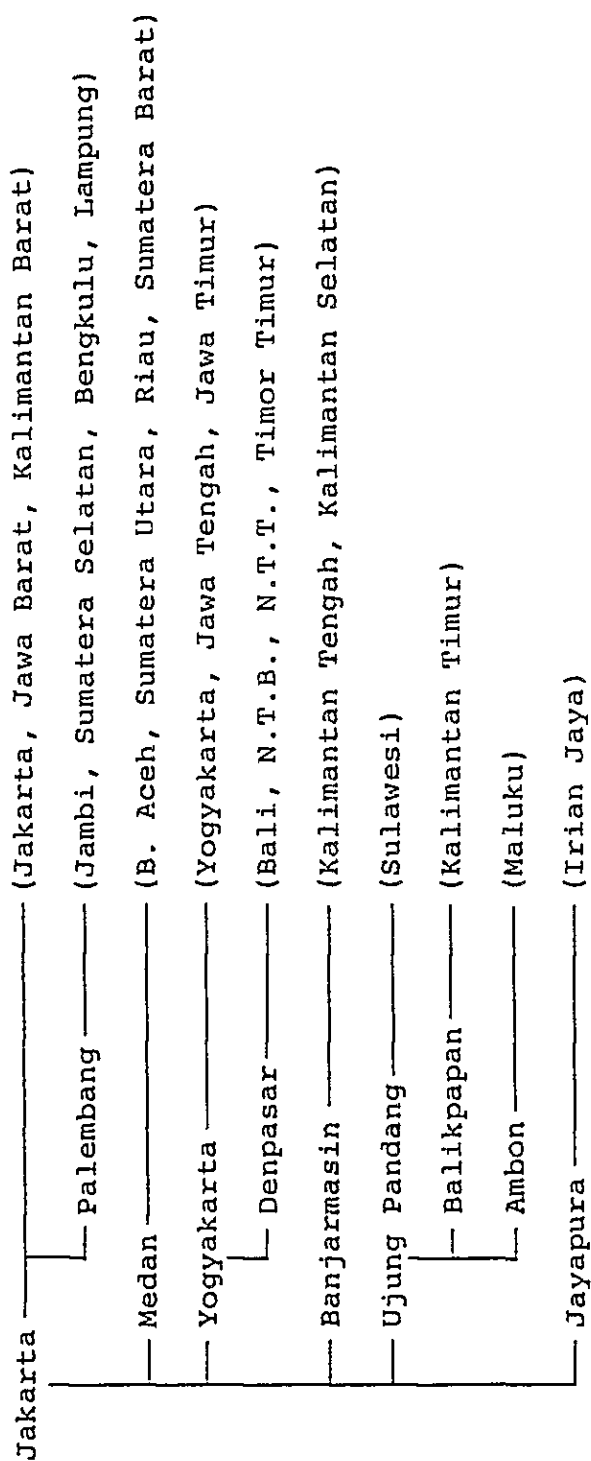 Jakarta (Jakarta, Jawa Barat, Kalimantan Barat)
Palembang (Jambi, Sumatera Selatan, Bengkulu, Lampung)
Medan (B. Aceh, Sumatera Utara, Riau, Sumatera Barat)
Yogyakarta (Yogyakarta, Jawa Tengah, Jawa Timur)
Denpasar (Bali, N.T.B., N.T.T., Timor Timur)
Banjarmasin (Kalimantan Tengah, Kalimantan Selatan)
Ujung Pandang (Sulawesi)
Balikpapan (Kalimantan Timur)
Ambon (Maluku)
Jayapura (Irian Jaya)